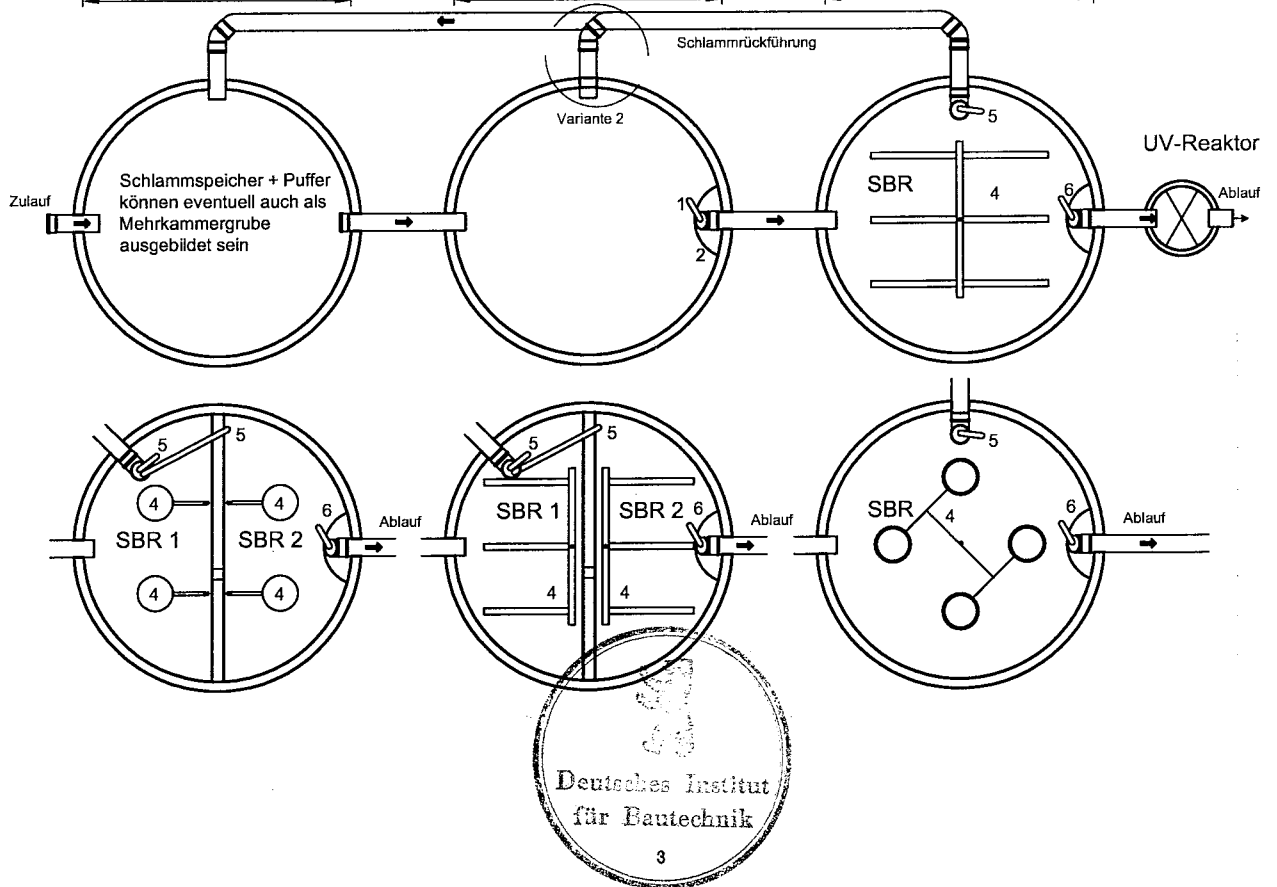 Schlammrückführung
Variante 2
5
UV-Reaktor
Zulauf
Schlammspeicher + Puffer
können eventuell auch als
Mehrkammergrube
ausgebildet sein
1
2
SBR
4
6
Ablauf
5
5
4
4
SBR 1
SBR 2
6
Ablauf
4
4
5
5
SBR 1
SBR 2
6
Ablauf
4
4
5
SBR
4
6
Ablauf
Deutsches Institut
für Bautechnik
3